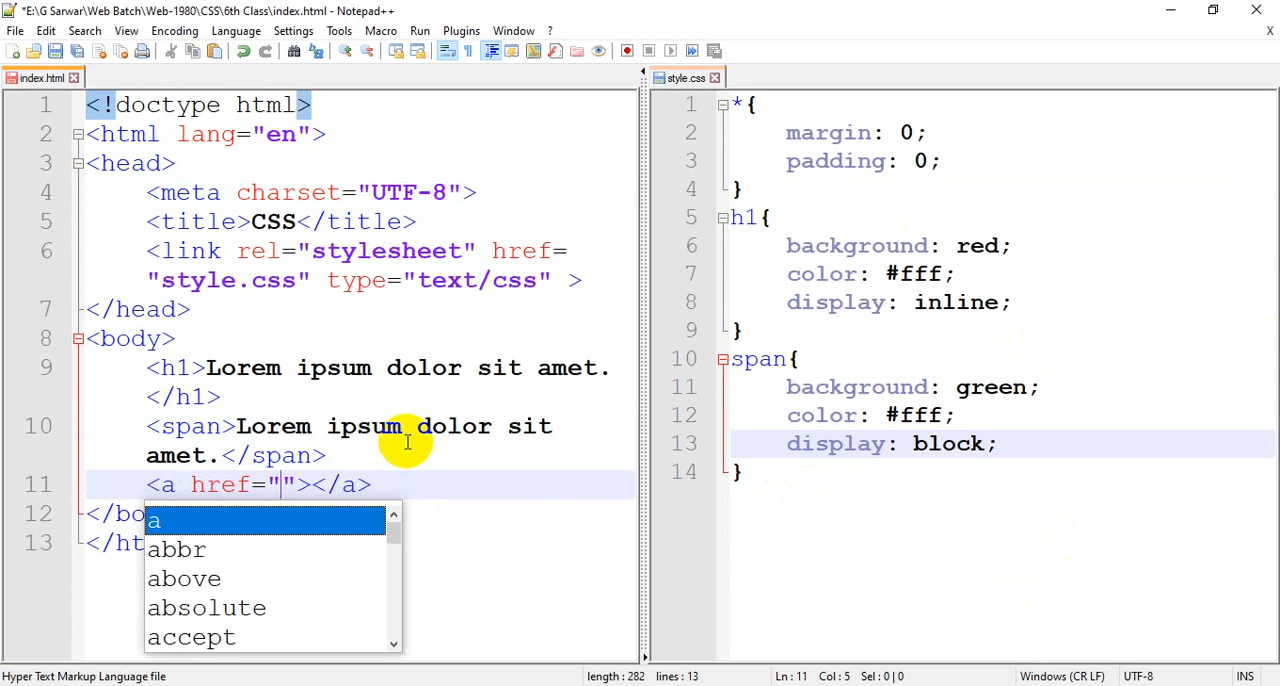 *E:\G Sarwar\Web Batch\Web-1980\CSS\6th Class\index.html - Notepad++
File Edit Search View Encoding Language Settings Tools Macro Run Plugins Window ? X
index.html
style.css
1 <!doctype html>
2 <html lang="en">
3 <head>
4 <meta charset="UTF-8">
5 <title>CSS</title>
6 <link rel="stylesheet" href=
"style.css" type="text/css" >
7 </head>
8 <body>
9 <h1>Lorem ipsum dolor sit amet.
</h1>
10 <span>Lorem ipsum dolor sit
amet.</span>
11 <a href=""></a>
12 </bo
13 </ht
a
abbr
above
absolute
accept
1 *{
2 margin: 0;
3 padding: 0;
4 }
5 h1{
6 background: red;
7 color: #fff;
8 display: inline;
9 }
10 span{
11 background: green;
12 color: #fff;
13 display: block;
14 }
Hyper Text Markup Language file length : 282 lines : 13 Ln : 11 Col : 5 Sel : 0 | 0 Windows (CR LF) UTF-8 INS